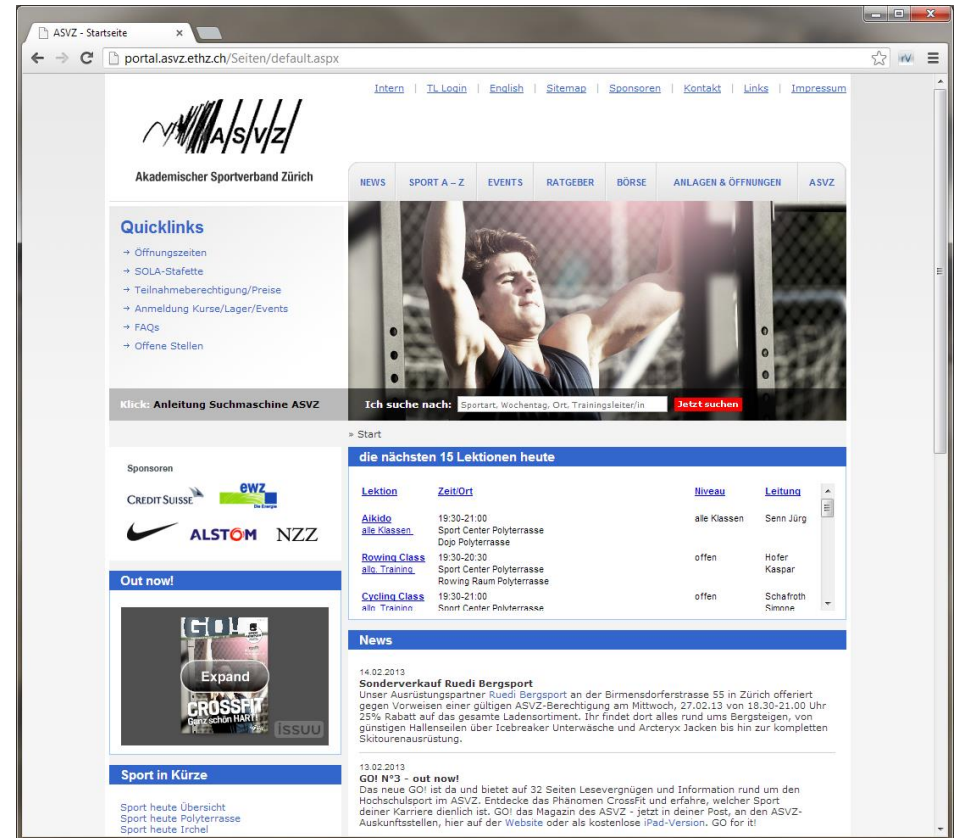 ASVZ - Startseite
portal.asvz.ethz.ch/Seiten/default.aspx
Intern | TL Login | English | Sitemap | Sponsoren | Kontakt | Links | Impressum
A/S/V/Z/
Akademischer Sportverband Zürich
NEWS SPORT A – Z EVENTS RATGEBER BÖRSE ANLAGEN & ÖFFNUNGEN ASVZ
Quicklinks
→ Öffnungszeiten
→ SOLA-Stafette
→ Teilnahmeberechtigung/Preise
→ Anmeldung Kurse/Lager/Events
→ FAQs
→ Offene Stellen
Klick: Anleitung Suchmaschine ASVZ
Ich suche nach: Sportart, Wochentag, Ort, Trainingsleiter/in Jetzt suchen
» Start
Sponsoren
CREDIT SUISSE
ewz
Die Energie
ALSTOM
NZZ
die nächsten 15 Lektionen heute
Lektion Zeit/Ort Niveau Leitung
Aikido 19:30-21:00 alle Klassen Senn Jürg
alle Klassen Sport Center Polyterrasse
Dojo Polyterrasse
Rowing Class 19:30-20:30 offen Hofer
allg. Training Sport Center Polyterrasse Kaspar
Rowing Raum Polyterrasse
Cycling Class 19:30-21:00 offen Schafroth
allg. Training Sport Center Polyterrasse Simone
Out now!
GO!
Expand
CROSSFIT
Ganz schön HART!
issuu
Sport in Kürze
Sport heute Übersicht
Sport heute Polyterrasse
Sport heute Irchel
News
14.02.2013
Sonderverkauf Ruedi Bergsport
Unser Ausrüstungspartner Ruedi Bergsport an der Birmensdorferstrasse 55 in Zürich offeriert
gegen Vorweisen einer gültigen ASVZ-Berechtigung am Mittwoch, 27.02.13 von 18.30-21.00 Uhr
25% Rabatt auf das gesamte Ladensortiment. Ihr findet dort alles rund ums Bergsteigen, von
günstigen Hallenseilen über Icebreaker Unterwäsche und Arcteryx Jacken bis hin zur kompletten
Skitourenausrüstung.
13.02.2013
GO! N°3 - out now!
Das neue GO! ist da und bietet auf 32 Seiten Lesevergnügen und Information rund um den
Hochschulsport im ASVZ. Entdecke das Phänomen CrossFit und erfahre, welcher Sport
deiner Karriere dienlich ist. GO! das Magazin des ASVZ - jetzt in deiner Post, an den ASVZ-
Auskunftsstellen, hier auf der Website oder als kostenlose iPad-Version. GO for it!